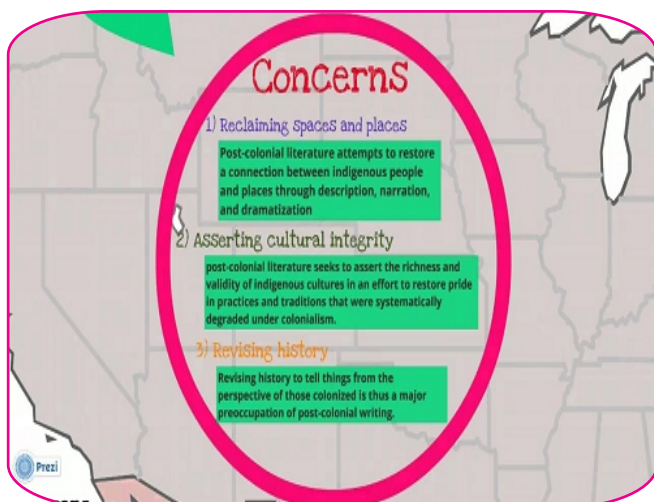 Concerns
1) Reclaiming spaces and places
Post-colonial literature attempts to restore
a connection between indigenous people
and places through description, narration,
and dramatization
2) Asserting cultural integrity
post-colonial literature seeks to assert the richness and
validity of indigenous cultures in an effort to restore pride
in practices and traditions that were systematically
degraded under colonialism.
3) Revising history
Revising history to tell things from the
perspective of those colonized is thus a major
preoccupation of post-colonial writing.
Prezi